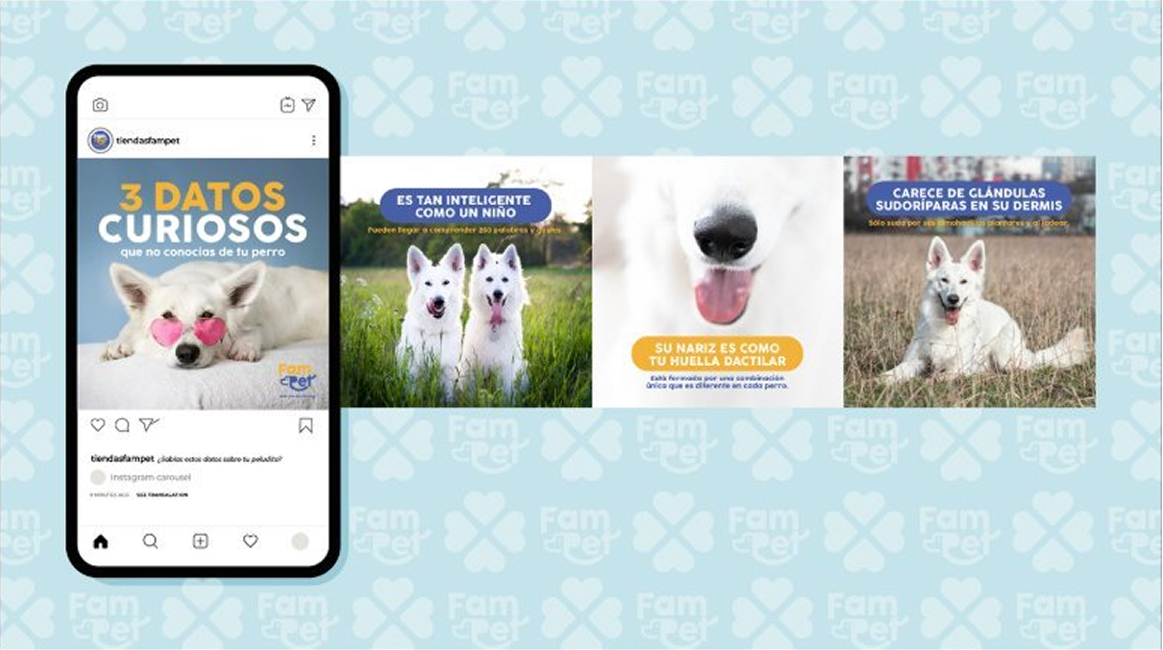 tiendasfampet
3 DATOS
CURIOSOS
que no conocías de tu perro
Fam
Pet
tiendasfampet ¿Sabías estos datos sobre tu peludito?
Instagram carousel
SEE TRANSLATION
ES TAN INTELIGENTE
COMO UN NIÑO
Pueden llegar a comprender 250 palabras y gestos.
SU NARIZ ES COMO
TU HUELLA DACTILAR
Está formada por una combinación
única que es diferente en cada perro.
CARECE DE GLÁNDULAS
SUDORÍPARAS EN SU DERMIS
Sólo suda por sus almohadillas plantares y al jadear.
Fam
Pet